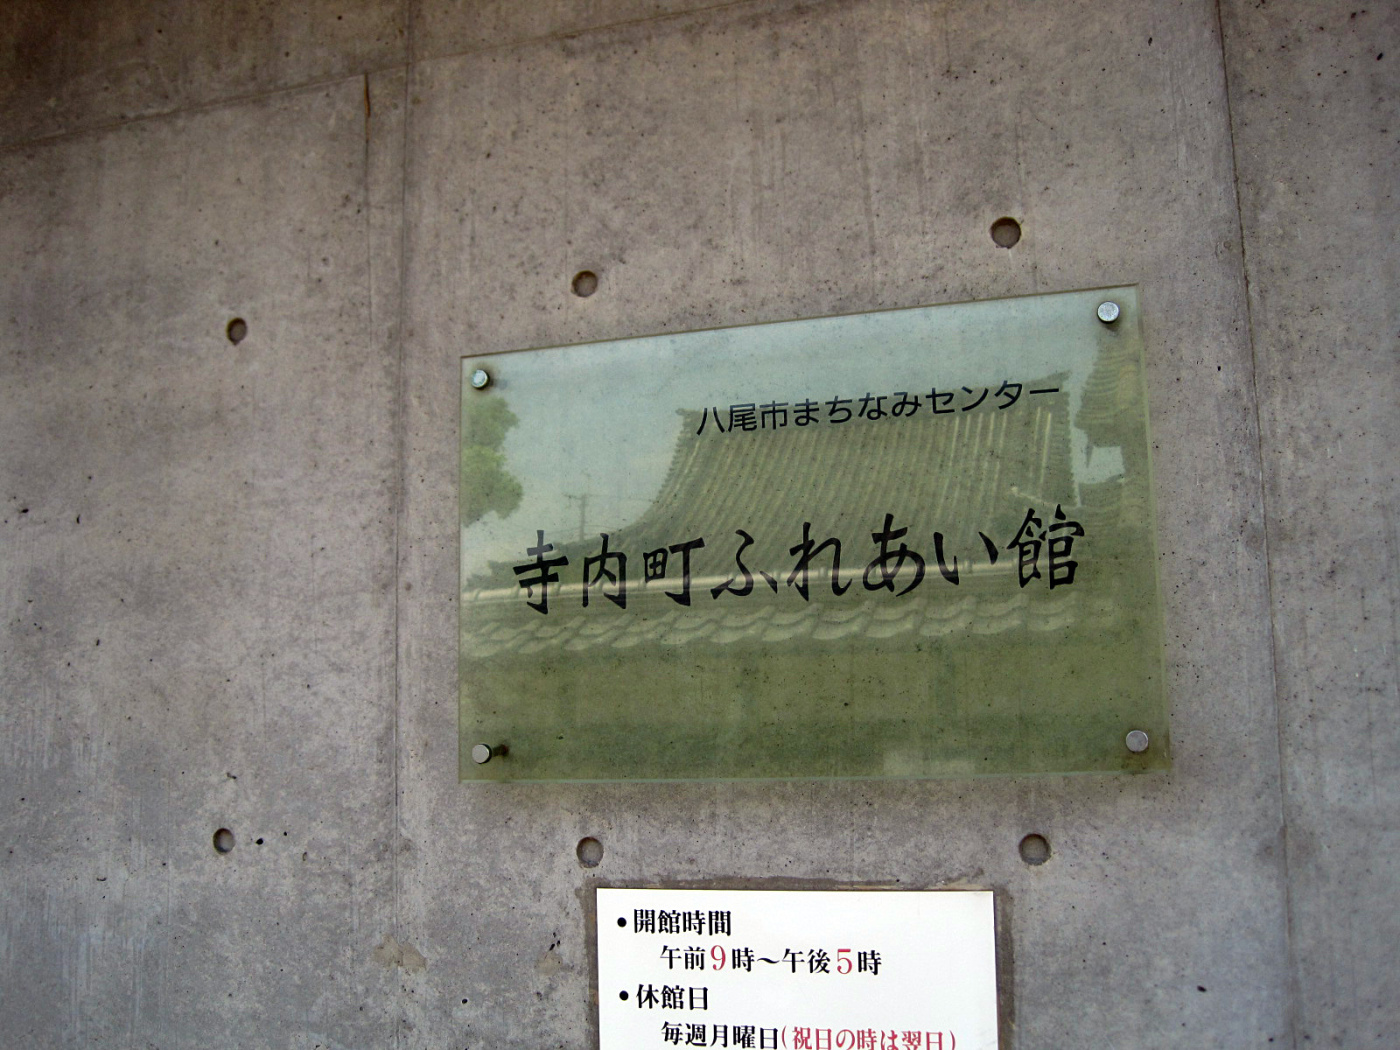 八尾市まちなみセンター
寺内町ふれあい館
•開館時間
午前9時～午後5時
•休館日
毎週月曜日(祝日の時は翌日)